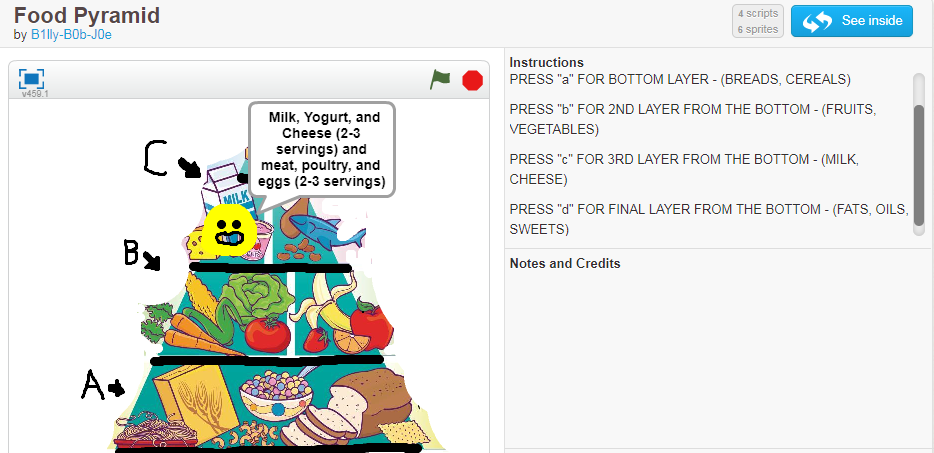 Food Pyramid
by B1lly-B0b-J0e
4 scripts
6 sprites
See inside
v459.1
Milk, Yogurt, and
Cheese (2-3
servings) and
meat, poultry, and
eggs (2-3 servings)
C
MILK
B
A
Instructions
PRESS "a" FOR BOTTOM LAYER - (BREADS, CEREALS)
PRESS "b" FOR 2ND LAYER FROM THE BOTTOM - (FRUITS,
VEGETABLES)
PRESS "c" FOR 3RD LAYER FROM THE BOTTOM - (MILK,
CHEESE)
PRESS "d" FOR FINAL LAYER FROM THE BOTTOM - (FATS, OILS,
SWEETS)
Notes and Credits